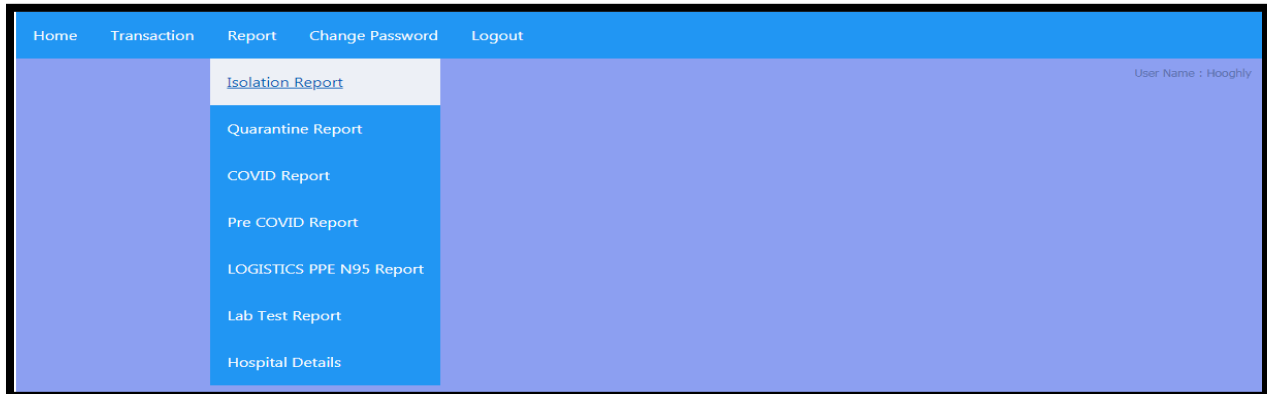 Home Transaction Report Change Password Logout
User Name : Hooghly
Isolation Report
Quarantine Report
COVID Report
Pre COVID Report
LOGISTICS PPE N95 Report
Lab Test Report
Hospital Details